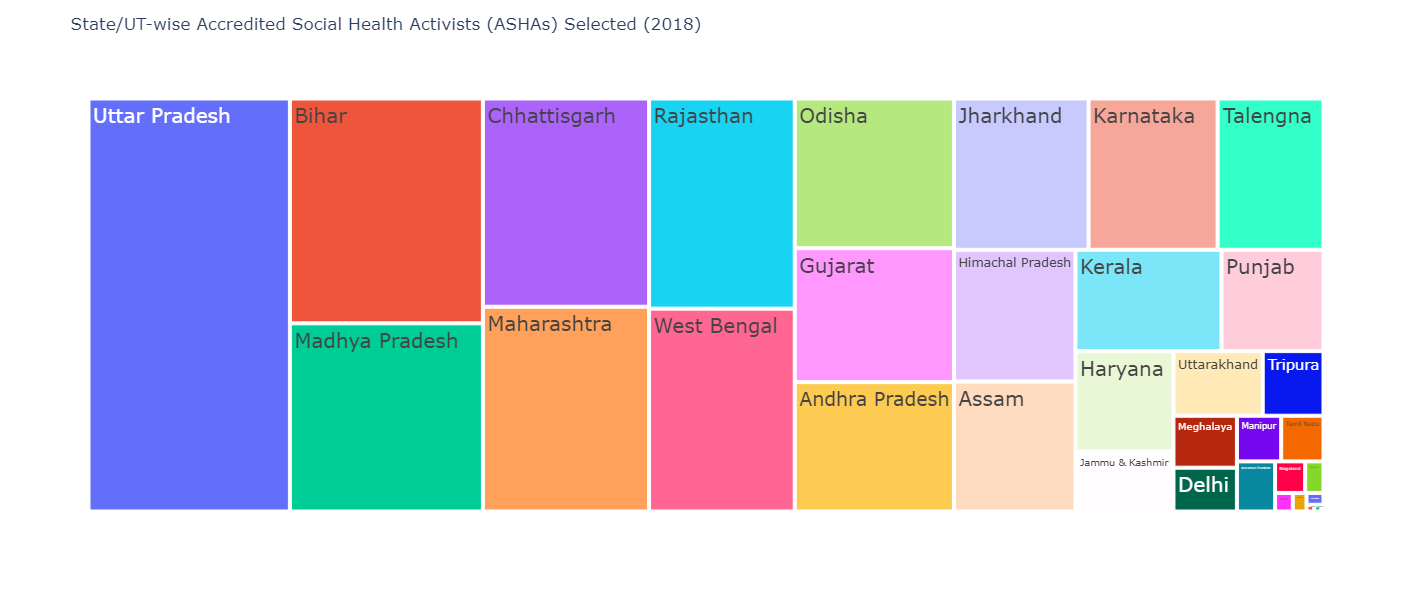 State/UT-wise Accredited Social Health Activists (ASHAs) Selected (2018)
Uttar Pradesh
Bihar
Chhattisgarh
Rajasthan
Odisha
Jharkhand
Karnataka
Talengna
Gujarat
Himachal Pradesh
Kerala
Punjab
Madhya Pradesh
Maharashtra
West Bengal
Haryana
Uttarakhand
Tripura
Andhra Pradesh
Assam
Meghalaya
Manipur
Tamil Nadu
Jammu & Kashmir
Delhi
Arunachal Pradesh
Nagaland